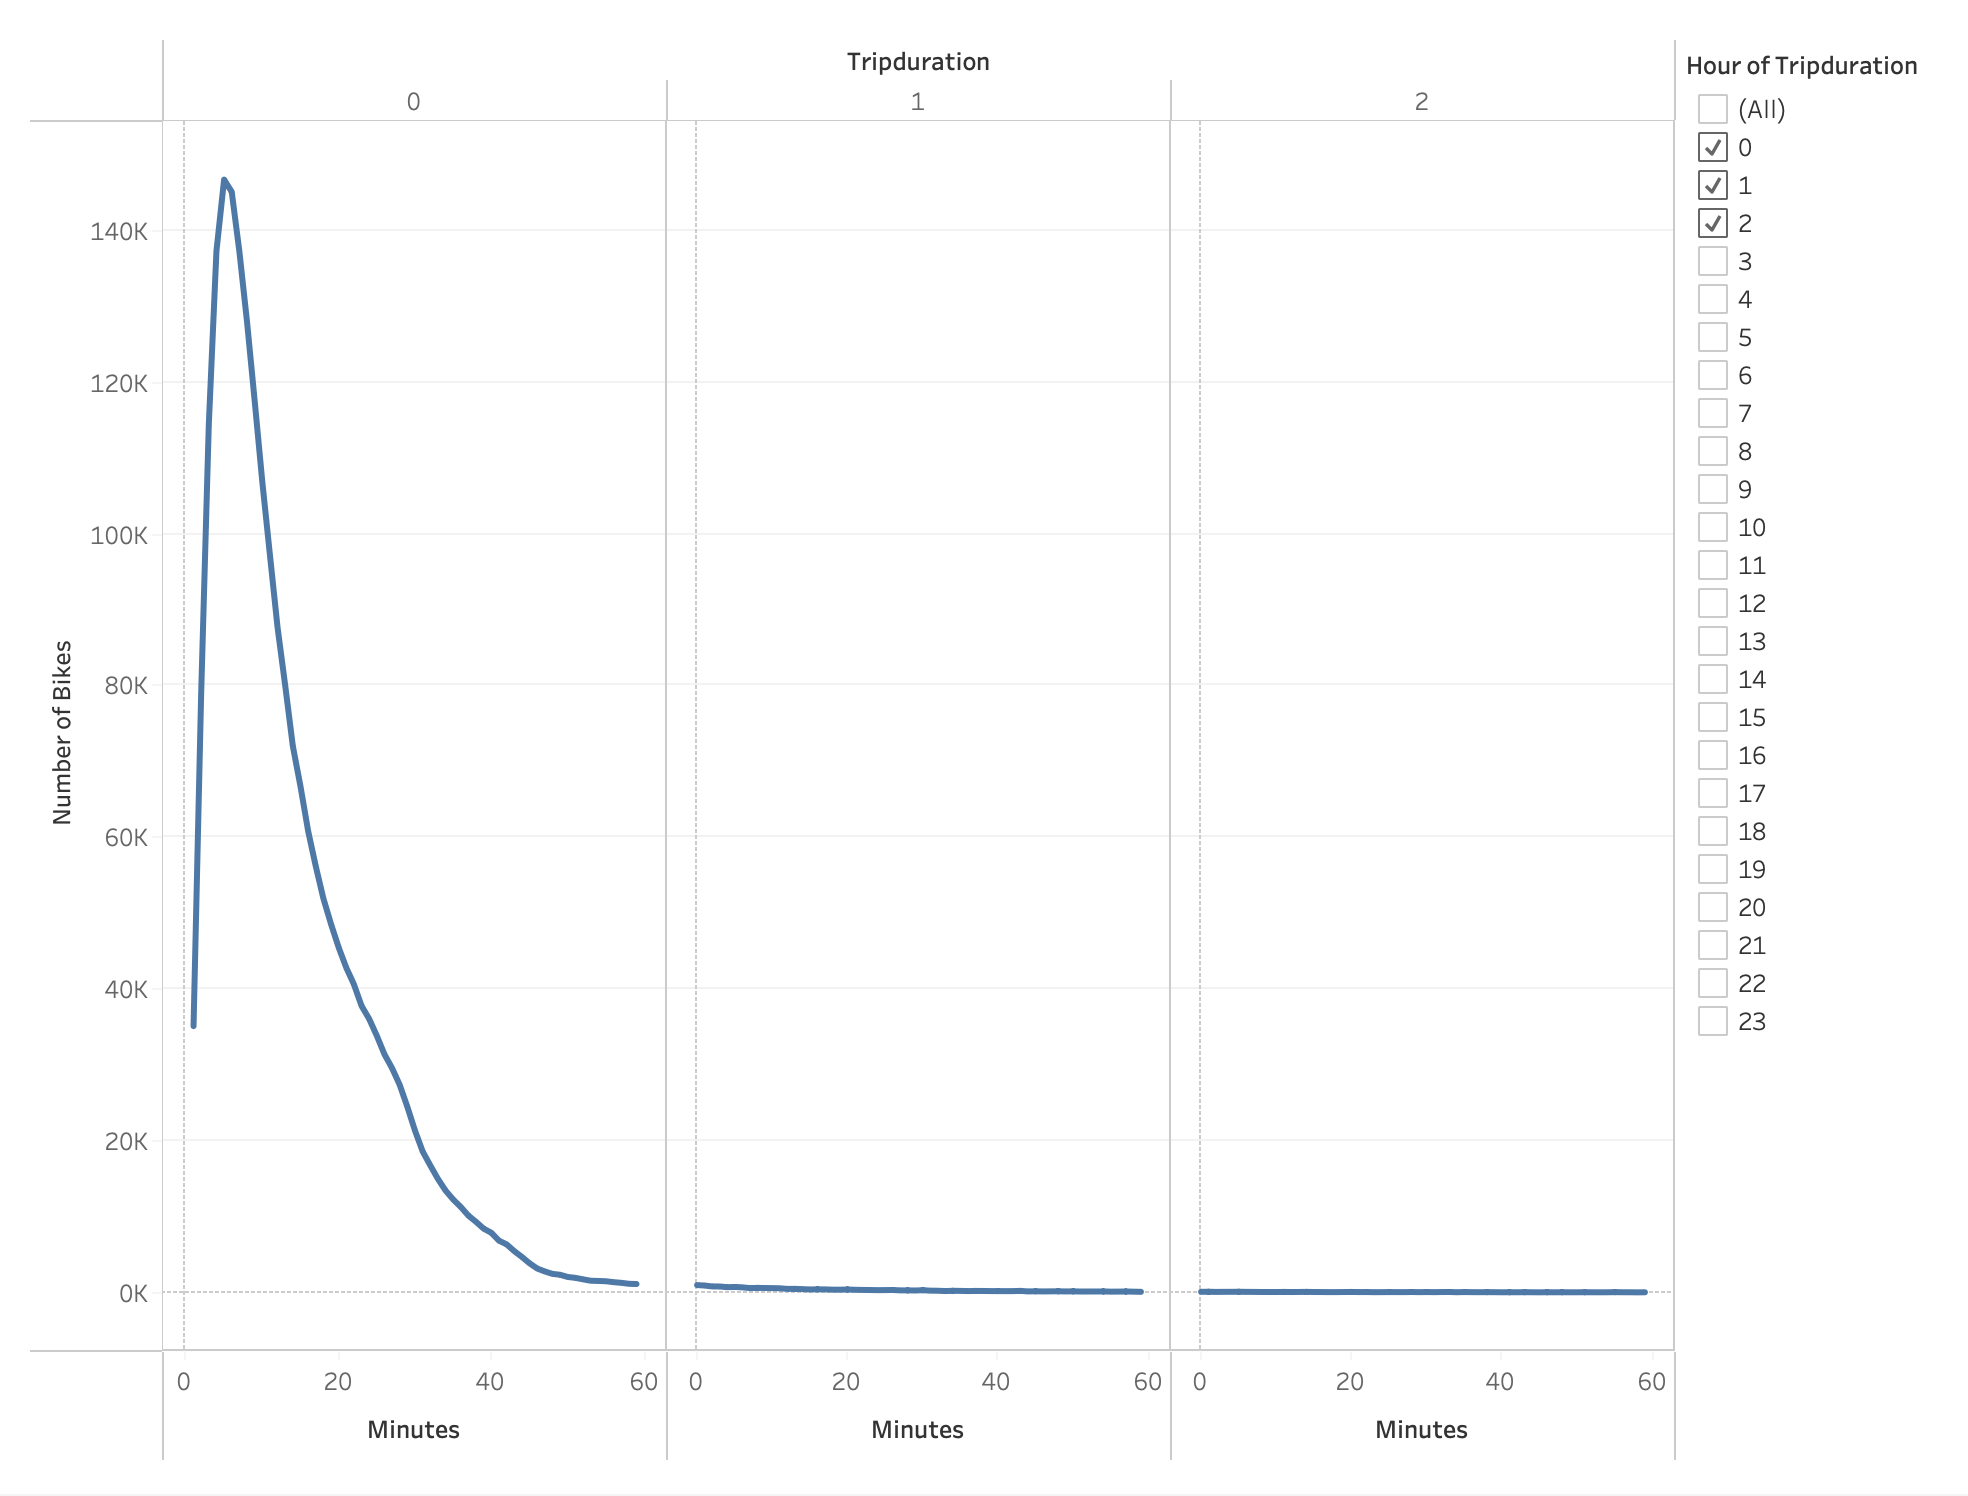 Tripduration
0 1 2
140K
120K
100K
80K
60K
40K
20K
0K
Number of Bikes
0 20 40 60 0 20 40 60 0 20 40 60
Minutes Minutes Minutes
Hour of Tripduration
(All)
0
1
2
3
4
5
6
7
8
9
10
11
12
13
14
15
16
17
18
19
20
21
22
23